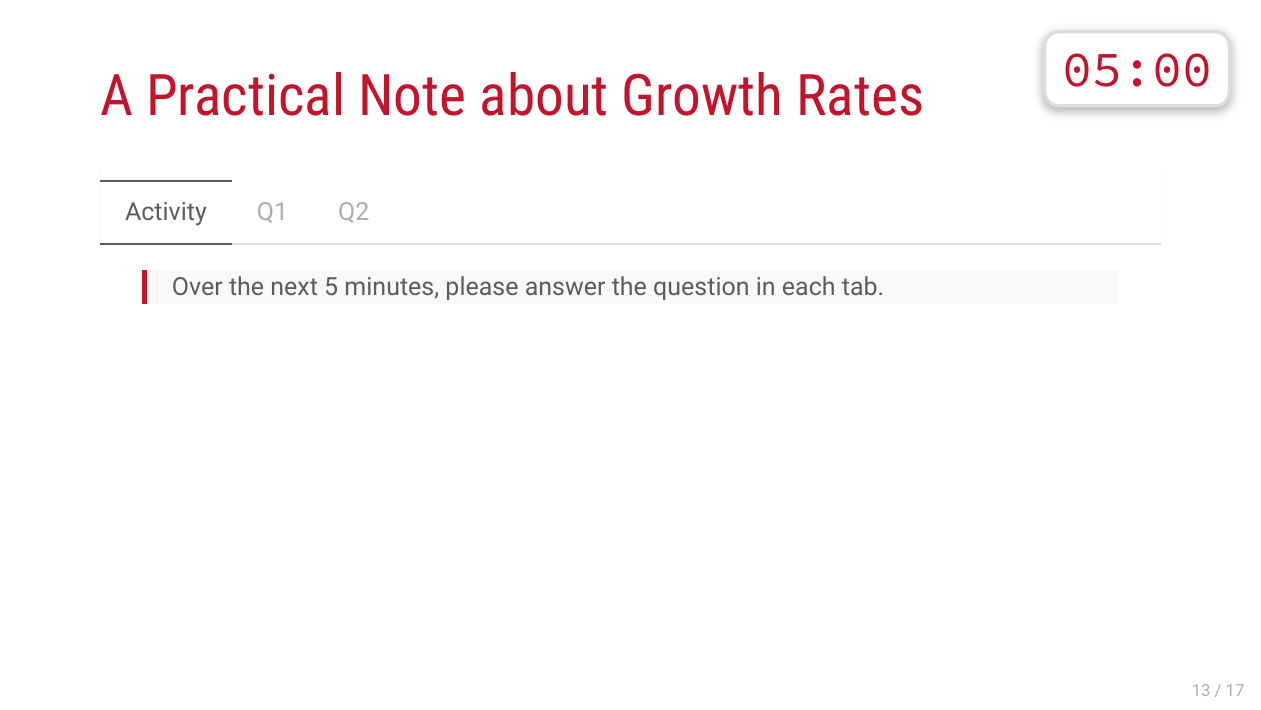 A Practical Note about Growth Rates
05:00
Activity Q1 Q2
Over the next 5 minutes, please answer the question in each tab.
13 / 17